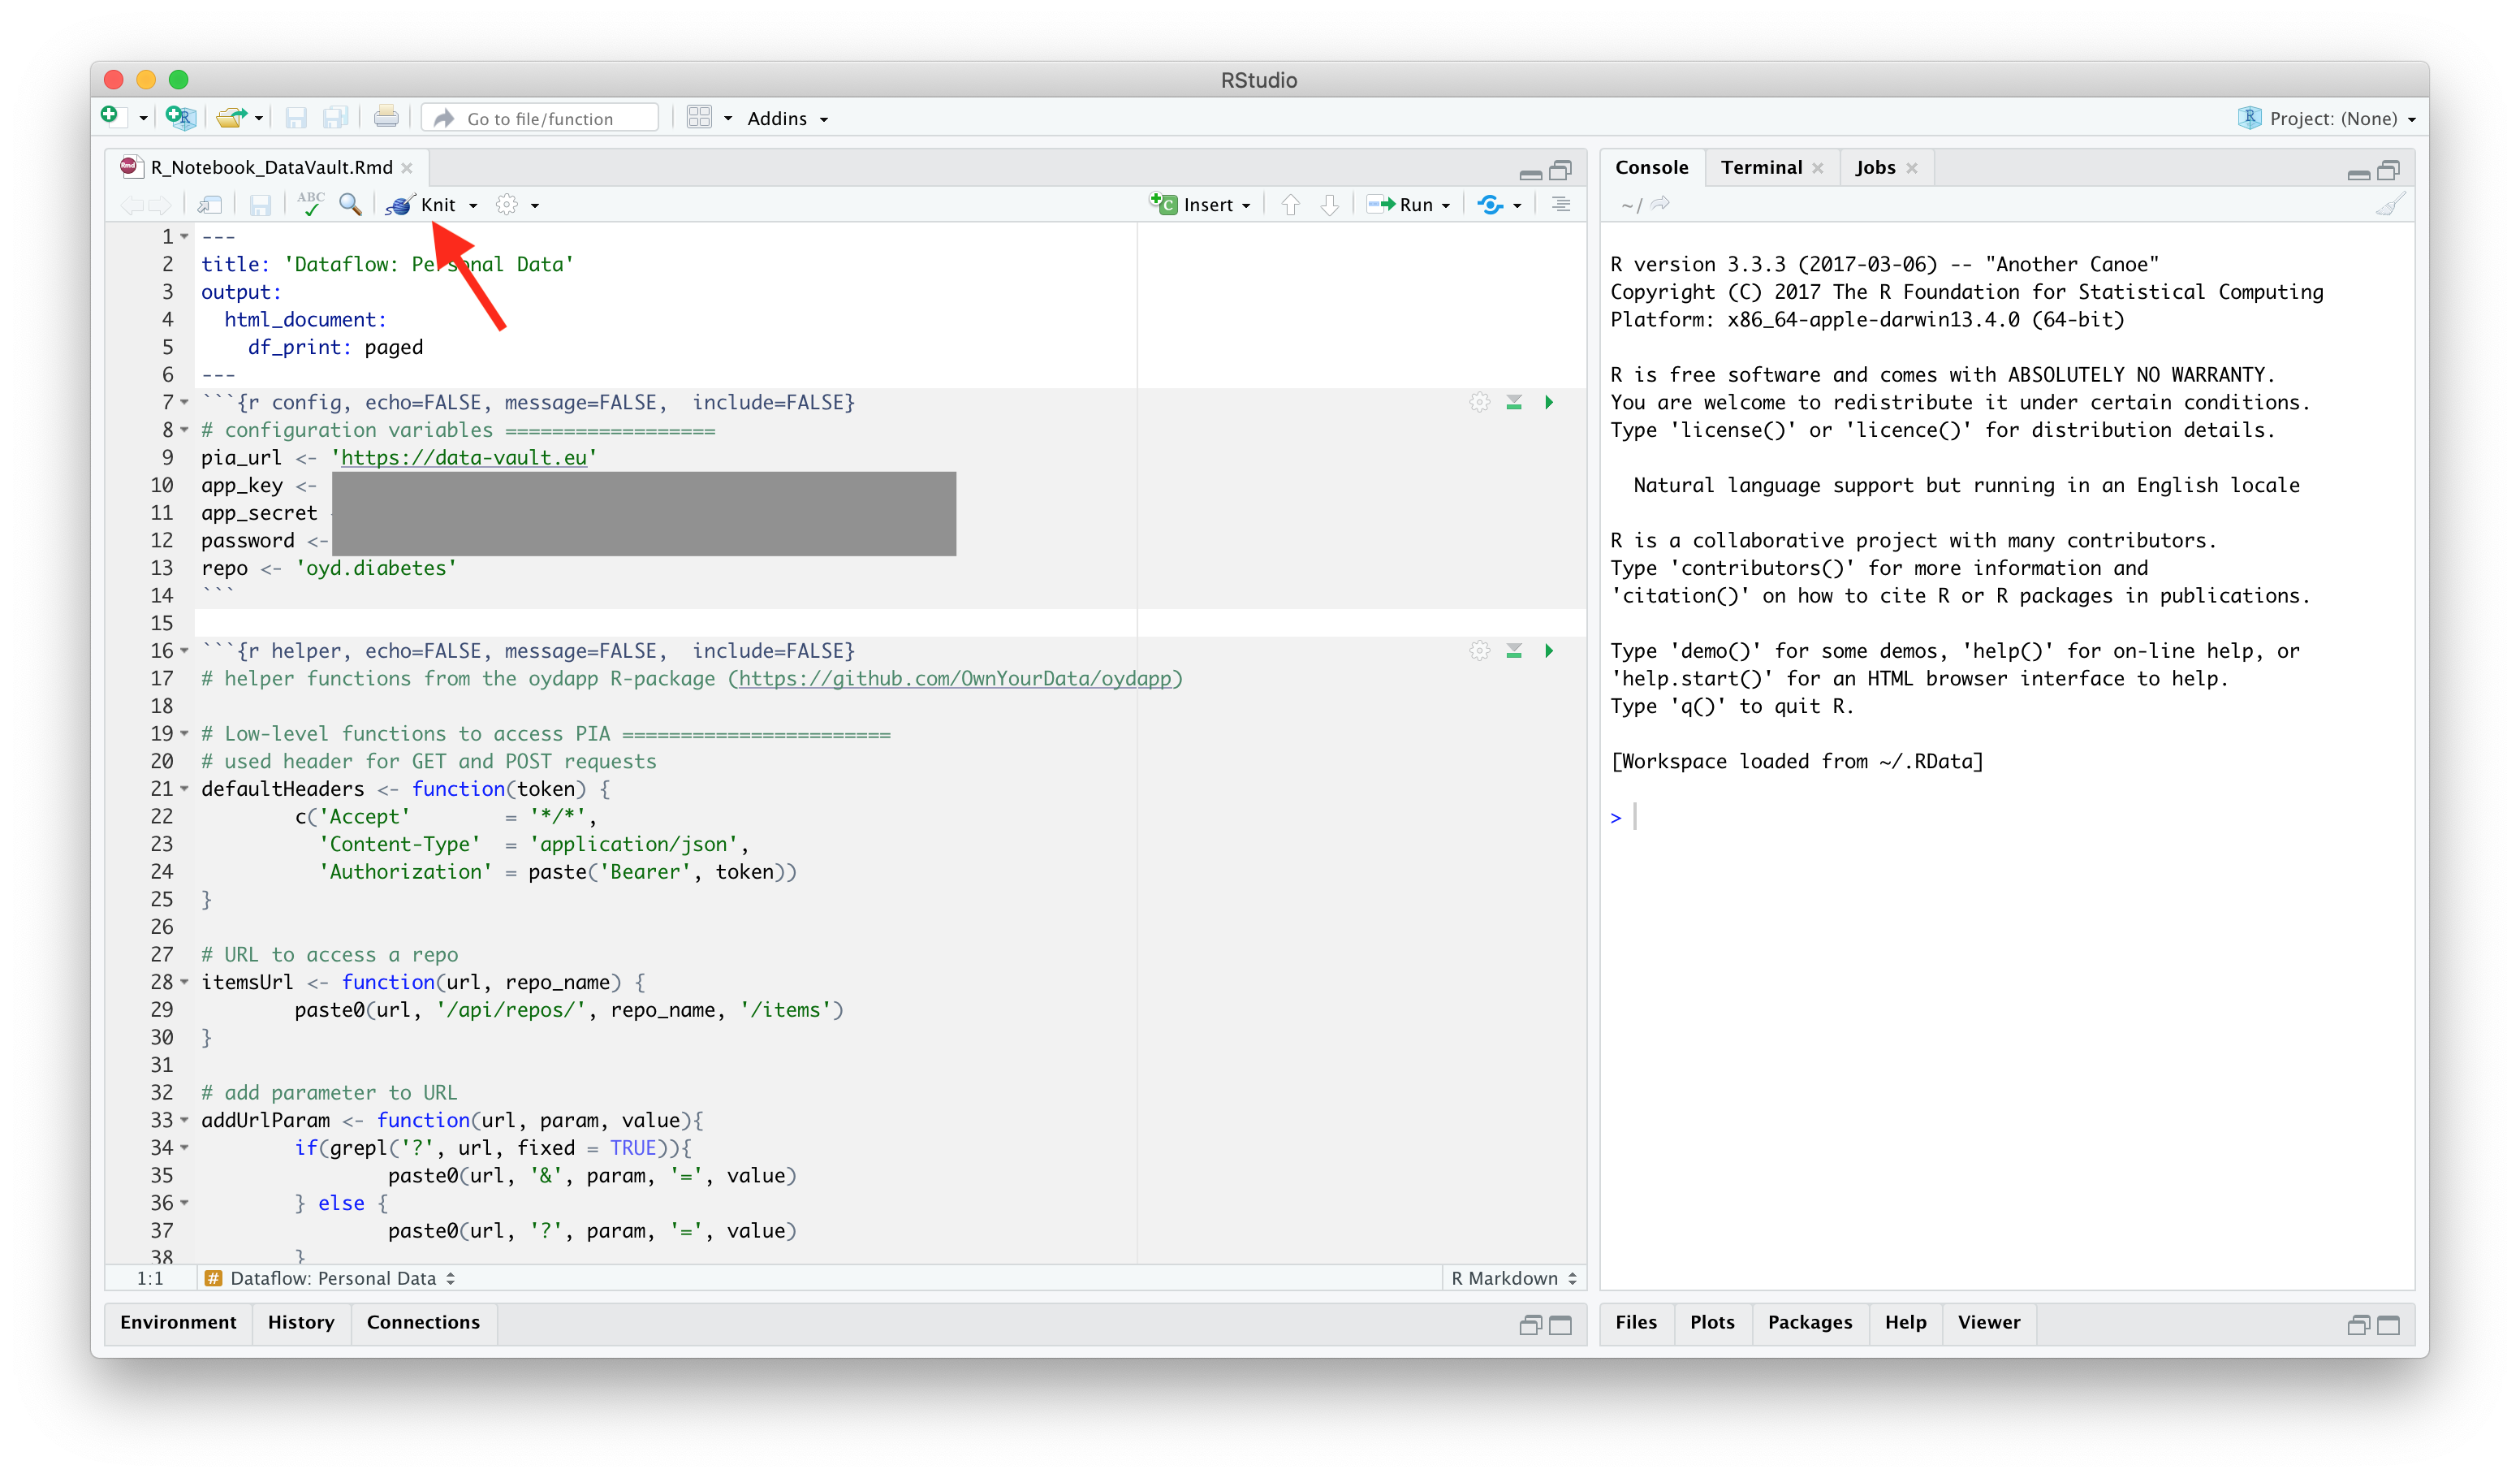 RStudio
Go to file/function
Addins
Project: (None)
R_Notebook_DataVault.Rmd
ABC
Knit
Insert
Run
1 ---
2 title: 'Dataflow: Personal Data'
3 output:
4   html_document:
5     df_print: paged
6 ---
7 ```{r config, echo=FALSE, message=FALSE,  include=FALSE}
8 # configuration variables ==================
9 pia_url <- 'https://data-vault.eu'
10 app_key <-
11 app_secret
12 password <-
13 repo <- 'oyd.diabetes'
14 ```
15
16 ```{r helper, echo=FALSE, message=FALSE,  include=FALSE}
17 # helper functions from the oydapp R-package (https://github.com/OwnYourData/oydapp)
18
19 # Low-level functions to access PIA =======================
20 # used header for GET and POST requests
21 defaultHeaders <- function(token) {
22         c('Accept'        = '*/*',
23           'Content-Type'  = 'application/json',
24           'Authorization' = paste('Bearer', token))
25 }
26
27 # URL to access a repo
28 itemsUrl <- function(url, repo_name) {
29         paste0(url, '/api/repos/', repo_name, '/items')
30 }
31
32 # add parameter to URL
33 addUrlParam <- function(url, param, value){
34         if(grepl('?', url, fixed = TRUE)){
35                 paste0(url, '&', param, '=', value)
36         } else {
37                 paste0(url, '?', param, '=', value)
38         }
1:1
# Dataflow: Personal Data
R Markdown
Environment
History
Connections
Console
Terminal
Jobs
~/
R version 3.3.3 (2017-03-06) -- "Another Canoe"
Copyright (C) 2017 The R Foundation for Statistical Computing
Platform: x86_64-apple-darwin13.4.0 (64-bit)
R is free software and comes with ABSOLUTELY NO WARRANTY.
You are welcome to redistribute it under certain conditions.
Type 'license()' or 'licence()' for distribution details.
  Natural language support but running in an English locale
R is a collaborative project with many contributors.
Type 'contributors()' for more information and
'citation()' on how to cite R or R packages in publications.
Type 'demo()' for some demos, 'help()' for on-line help, or
'help.start()' for an HTML browser interface to help.
Type 'q()' to quit R.
[Workspace loaded from ~/.RData]
>
Files
Plots
Packages
Help
Viewer